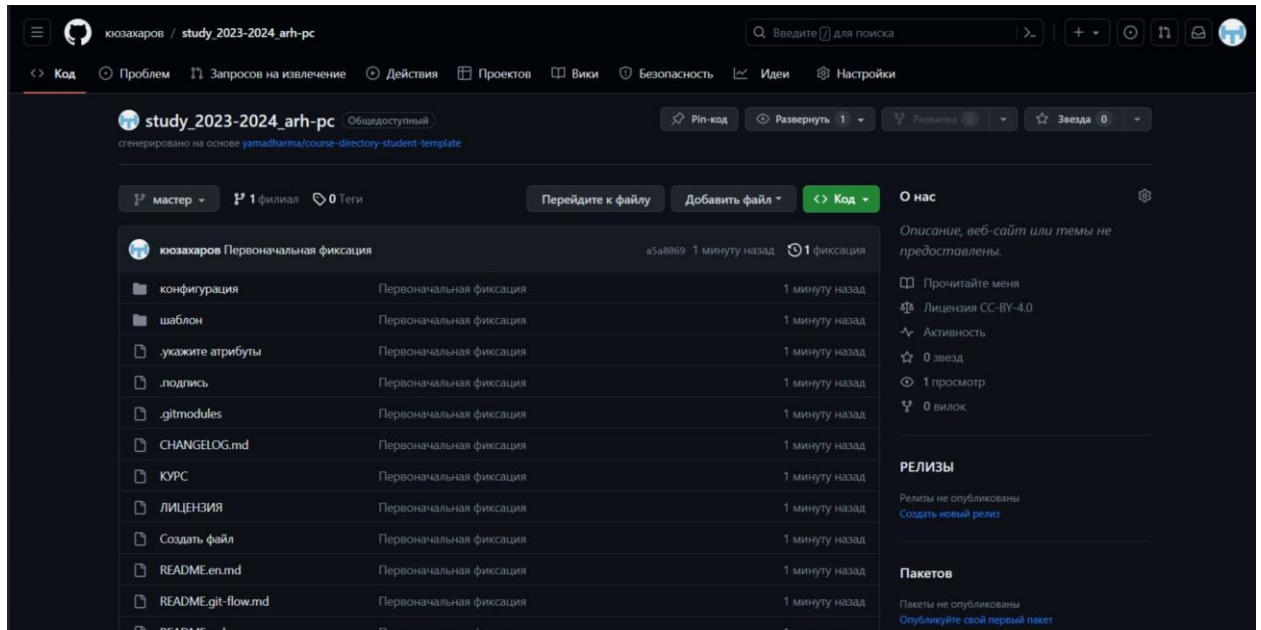 кюзахаров / study_2023-2024_arh-pc
Введите / для поиска
Код Проблем Запросов на извлечение Действия Проектов Вики Безопасность Идеи Настройки
study_2023-2024_arh-pc Общедоступный
Pin-код Развернуть 1 Развилка 0 Звезда 0
сгенерировано на основе yamadharma/course-directory-student-template
мастер 1 филиал 0 Теги Перейдите к файлу Добавить файл Код
кюзахаров Первоначальная фиксация a5a8069 1 минуту назад 1 фиксация
конфигурация Первоначальная фиксация 1 минуту назад
шаблон Первоначальная фиксация 1 минуту назад
.укажите атрибуты Первоначальная фиксация 1 минуту назад
.подпись Первоначальная фиксация 1 минуту назад
.gitmodules Первоначальная фиксация 1 минуту назад
CHANGELOG.md Первоначальная фиксация 1 минуту назад
КУРС Первоначальная фиксация 1 минуту назад
ЛИЦЕНЗИЯ Первоначальная фиксация 1 минуту назад
Создать файл Первоначальная фиксация 1 минуту назад
README.en.md Первоначальная фиксация 1 минуту назад
README.git-flow.md Первоначальная фиксация 1 минуту назад
О нас
Описание, веб-сайт или темы не
предоставлены.
Прочитайте меня
Лицензия CC-BY-4.0
Активность
0 звезд
1 просмотр
0 вилок
РЕЛИЗЫ
Релизы не опубликованы
Создать новый релиз
Пакетов
Пакеты не опубликованы
Опубликуйте свой первый пакет